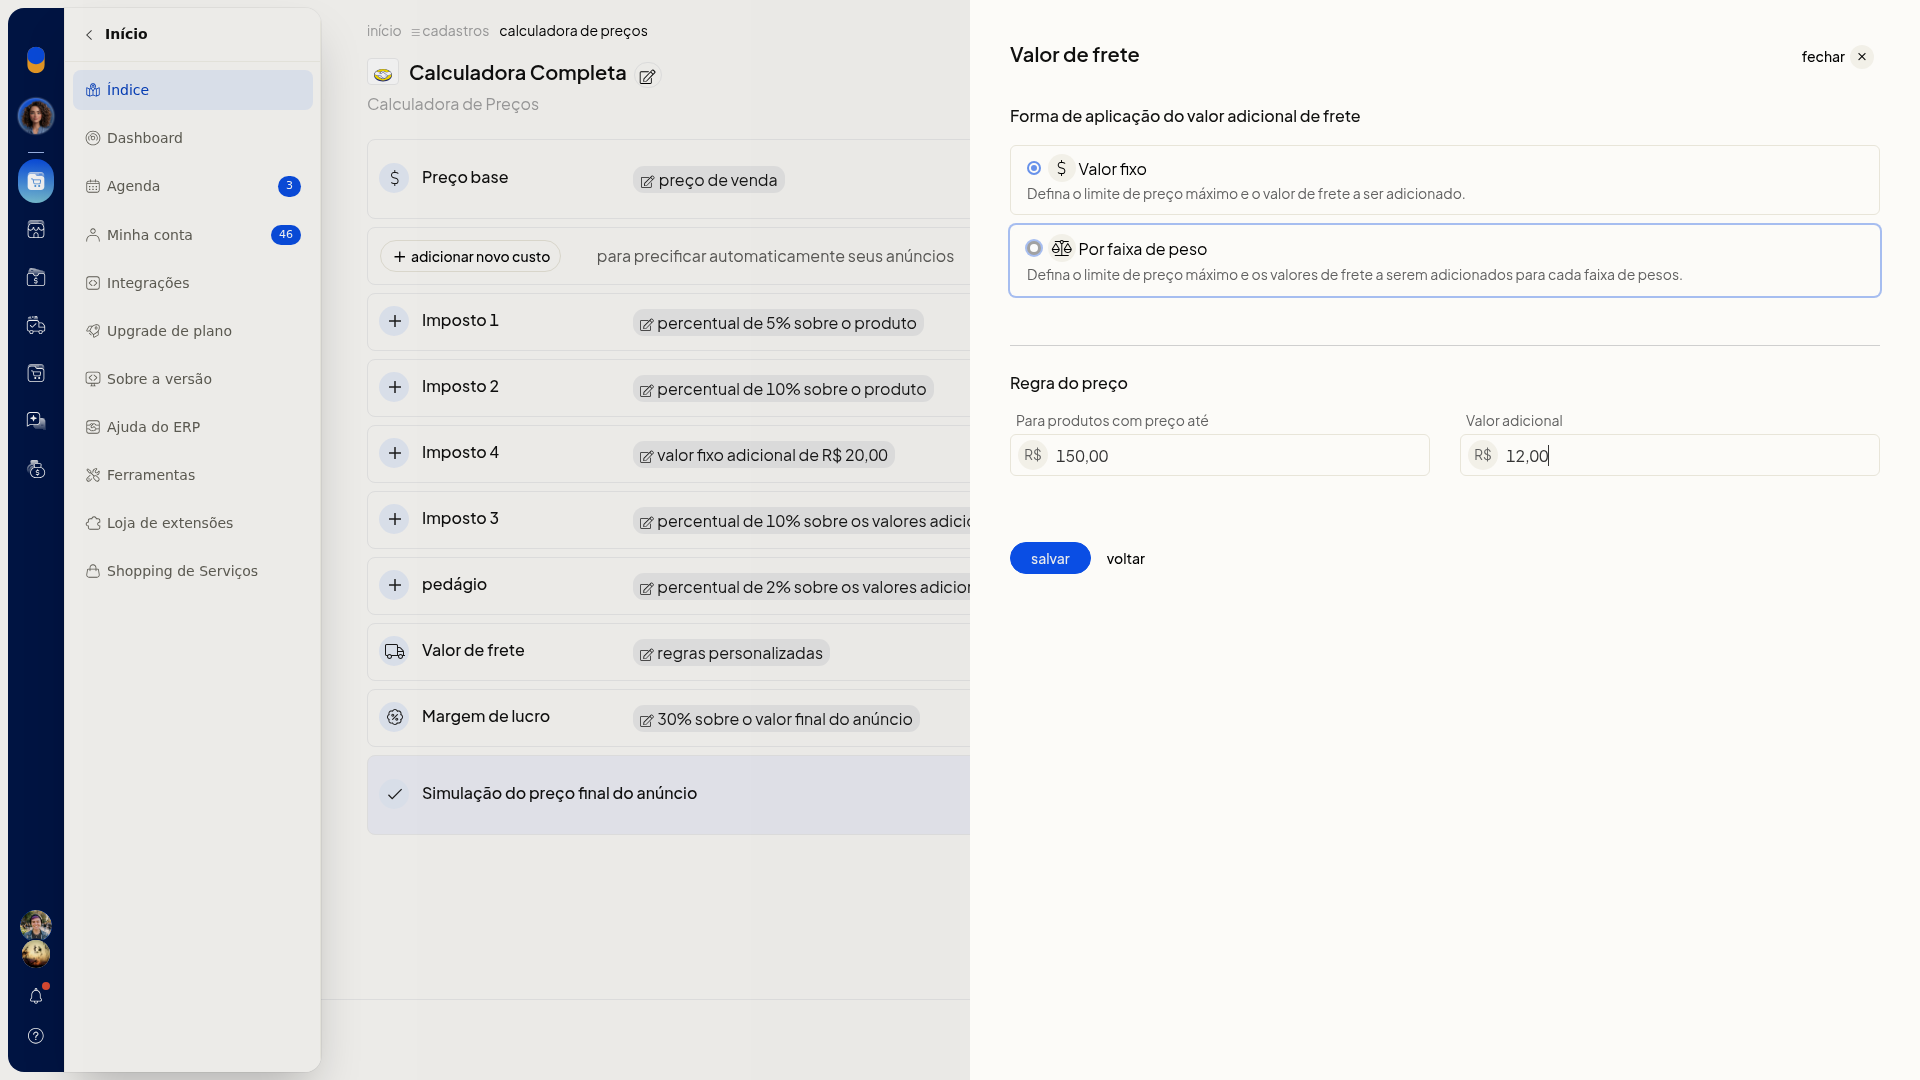 Início
Índice
Dashboard
Agenda 3
Minha conta 46
Integrações
Upgrade de plano
Sobre a versão
Ajuda do ERP
Ferramentas
Loja de extensões
Shopping de Serviços
início cadastros calculadora de preços
Calculadora Completa
Calculadora de Preços
Preço base preço de venda
adicionar novo custo para precificar automaticamente seus anúncios
Imposto 1 percentual de 5% sobre o produto
Imposto 2 percentual de 10% sobre o produto
Imposto 4 valor fixo adicional de R$ 20,00
Imposto 3 percentual de 10% sobre os valores
pedágio percentual de 2% sobre os valores
Valor de frete regras personalizadas
Margem de lucro 30% sobre o valor final do anúncio
Simulação do preço final do anúncio
Valor de frete fechar
Forma de aplicação do valor adicional de frete
$ Valor fixo
Defina o limite de preço máximo e o valor de frete a ser adicionado.
Por faixa de peso
Defina o limite de preço máximo e os valores de frete a serem adicionados para cada faixa de pesos.
Regra do preço
Para produtos com preço até Valor adicional
R$ 150,00 R$ 12,00
salvar voltar